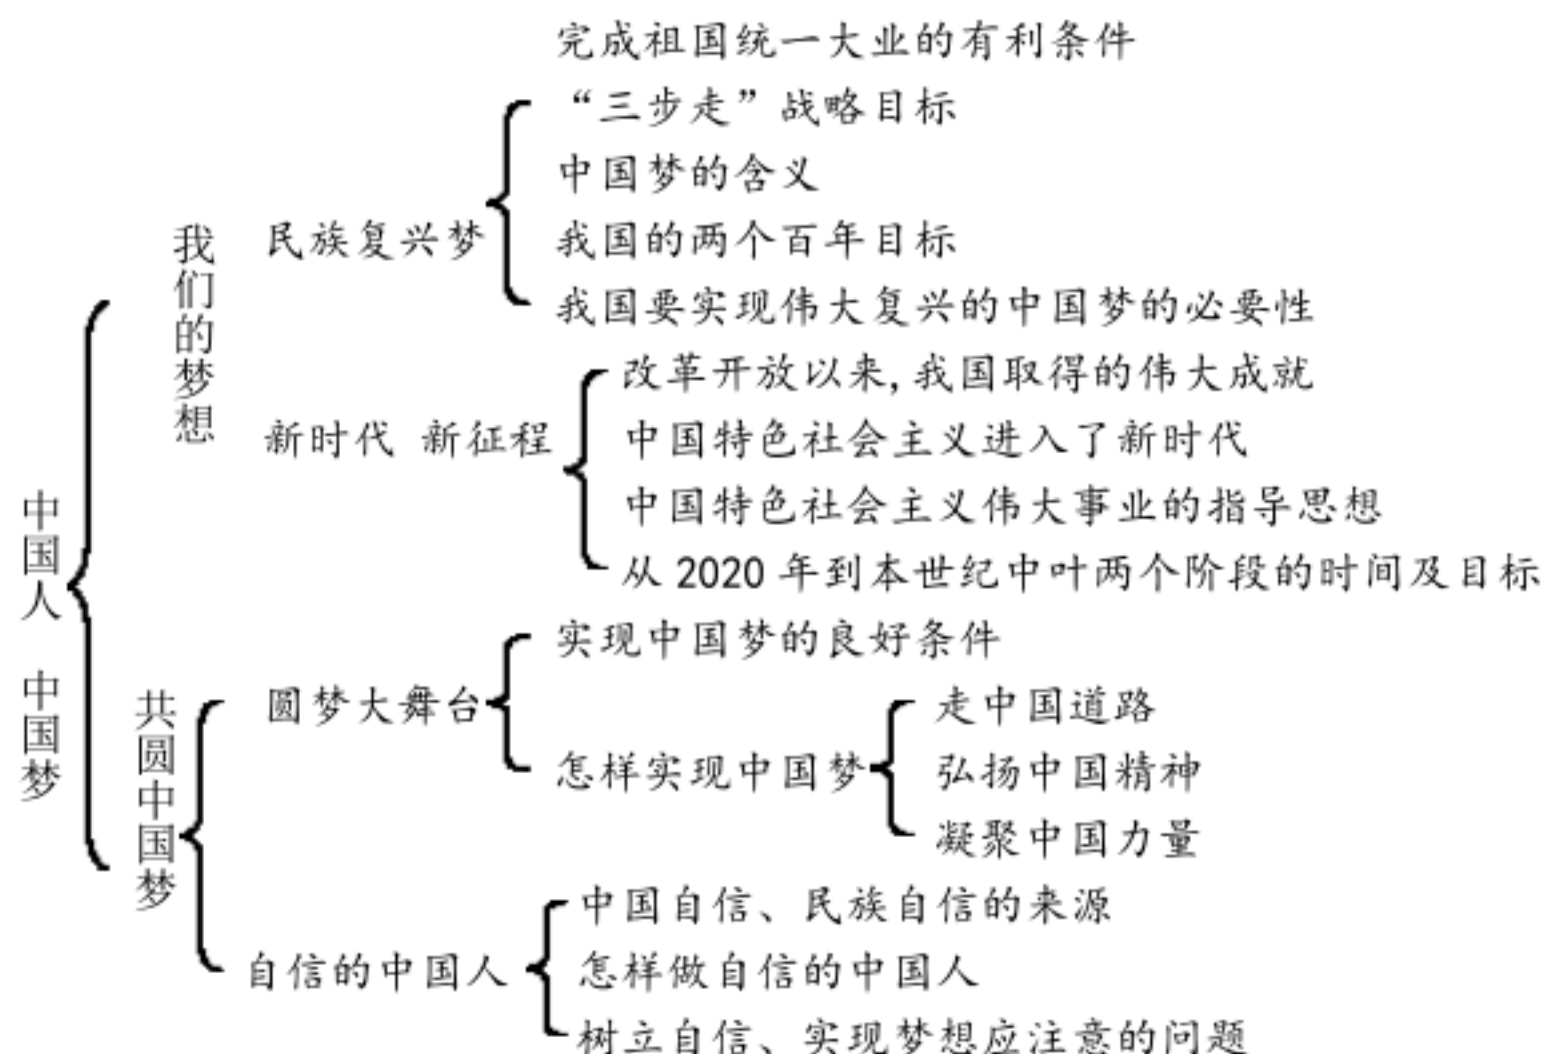 完成祖国统一大业的有利条件
“三步走”战略目标
中国梦的含义
民族复兴梦
我国的两个百年目标
我国要实现伟大复兴的中国梦的必要性
我们的梦想
改革开放以来,我国取得的伟大成就
新时代 新征程
中国特色社会主义进入了新时代
中国特色社会主义伟大事业的指导思想
从 2020 年到本世纪中叶两个阶段的时间及目标
中国人 中国梦
实现中国梦的良好条件
圆梦大舞台
走中国道路
怎样实现中国梦
弘扬中国精神
凝聚中国力量
共圆中国梦
中国自信、民族自信的来源
自信的中国人
怎样做自信的中国人
树立自信、实现梦想应注意的问题